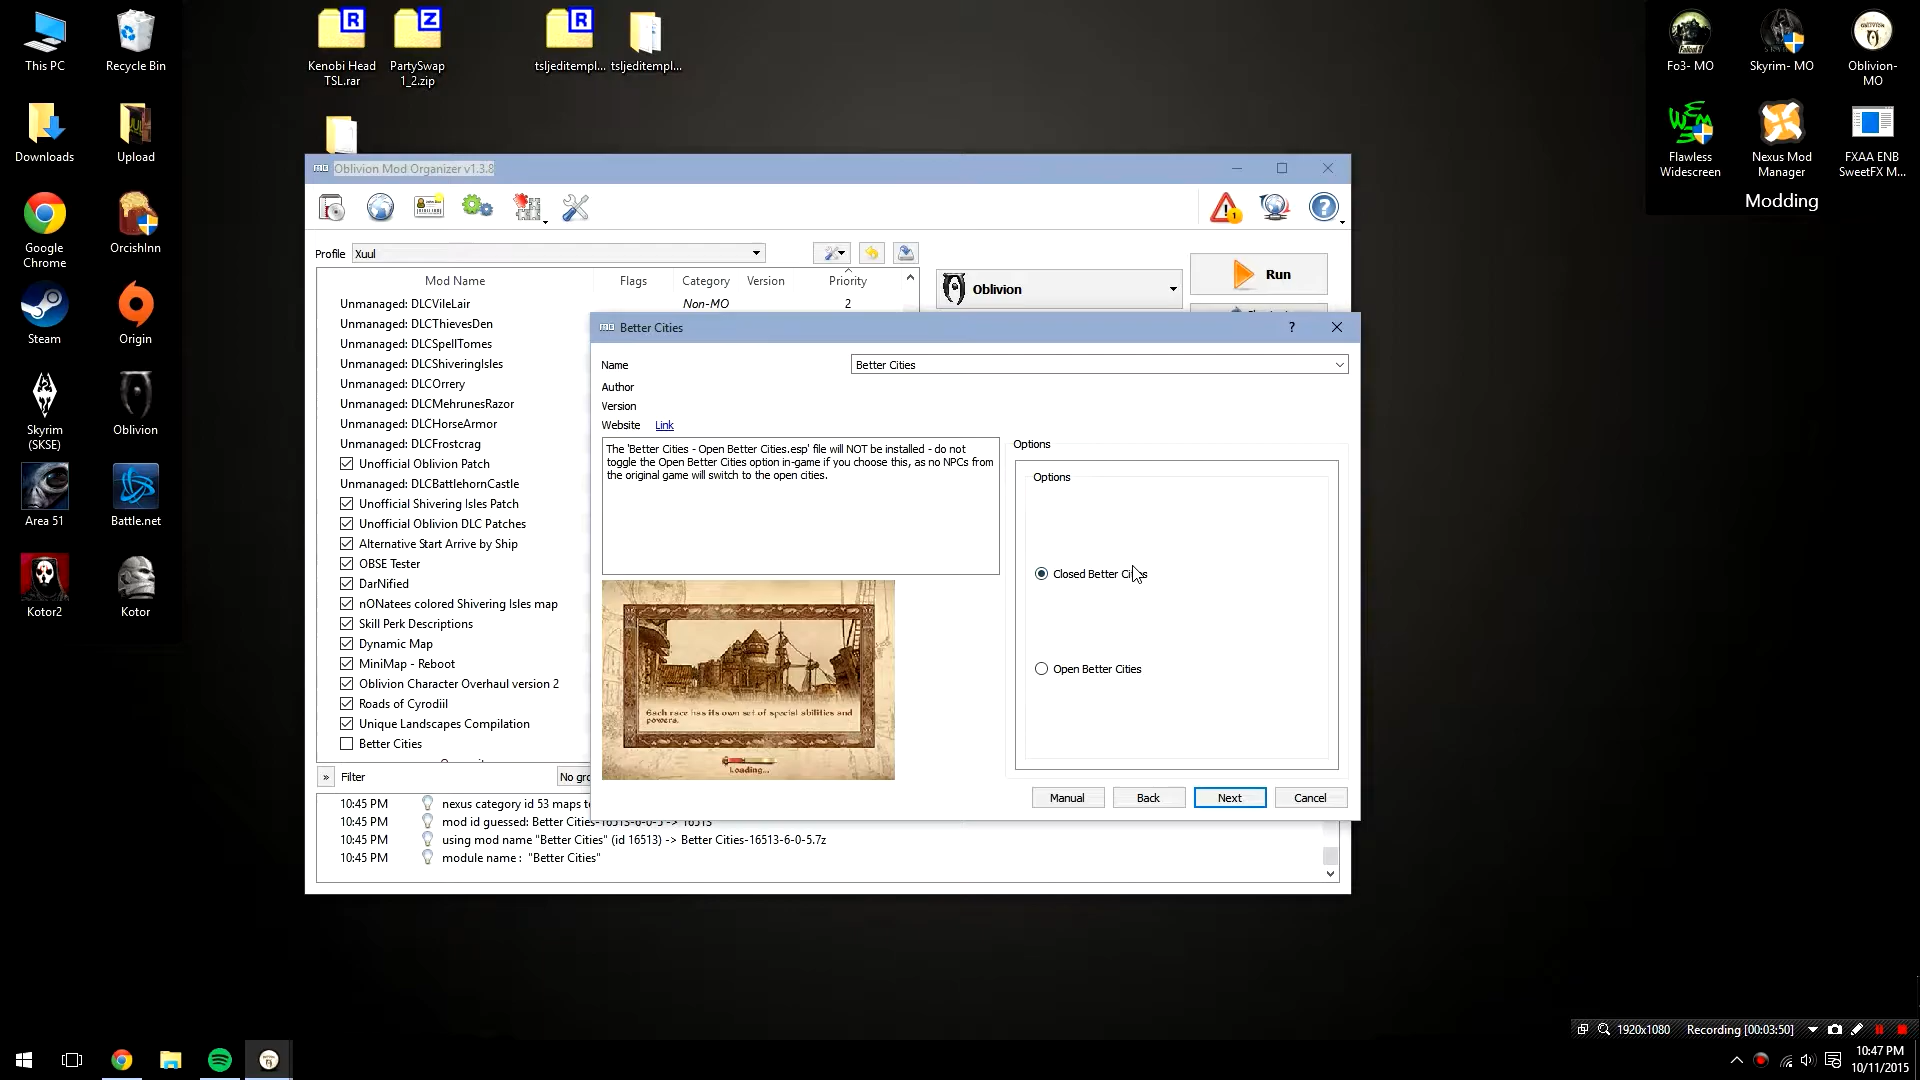 This PC
Recycle Bin
Kenobi Head
TSL.rar
PartySwap
1_2.zip
tsljeditempl...
tsljeditempl...
Fo3- MO
Skyrim- MO
Oblivion-
MO
Downloads
Upload
Flawless
Widescreen
Nexus Mod
Manager
FXAA ENB
SweetFX M...
Modding
Google
Chrome
OrcishInn
Steam
Origin
Skyrim
(SKSE)
Oblivion
Area 51
Battle.net
Kotor2
Kotor
Oblivion Mod Organizer v1.3.8
Profile
Xuul
Mod Name
Flags
Category
Version
Priority
Unmanaged: DLCVileLair
Non-MO
2
Unmanaged: DLCThievesDen
Unmanaged: DLCSpellTomes
Unmanaged: DLCShiveringIsles
Unmanaged: DLCOrrery
Unmanaged: DLCMehrunesRazor
Unmanaged: DLCHorseArmor
Unmanaged: DLCFrostcrag
Unofficial Oblivion Patch
Unmanaged: DLCBattlehornCastle
Unofficial Shivering Isles Patch
Unofficial Oblivion DLC Patches
Alternative Start Arrive by Ship
OBSE Tester
DarNified
nONatees colored Shivering Isles map
Skill Perk Descriptions
Dynamic Map
MiniMap - Reboot
Oblivion Character Overhaul version 2
Roads of Cyrodiil
Unique Landscapes Compilation
Better Cities
Filter
No gro
Oblivion
Run
10:45 PM
nexus category id 53 maps to
10:45 PM
mod id guessed: Better Cities-16513-6-0-5 -> 16513
10:45 PM
using mod name "Better Cities" (id 16513) -> Better Cities-16513-6-0-5.7z
10:45 PM
module name : "Better Cities"
Better Cities
?
Name
Better Cities
Author
Version
Website
Link
The 'Better Cities - Open Better Cities.esp' file will NOT be installed - do not
toggle the Open Better Cities option in-game if you choose this, as no NPCs from
the original game will switch to the open cities.
Options
Options
Closed Better Cities
Open Better Cities
Each race has its own set of special abilities and
powers.
Loading...
Manual
Back
Next
Cancel
1920x1080
Recording [00:03:50]
10:47 PM
10/11/2015